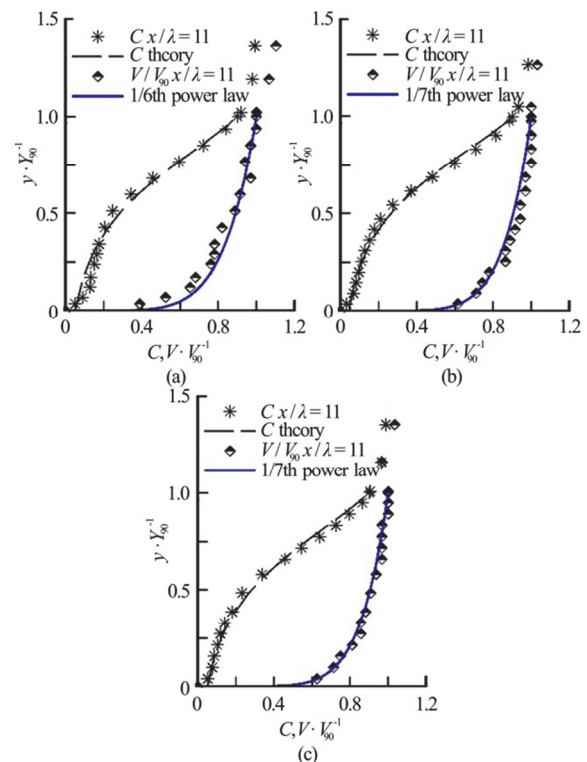 1.5
C x/λ=11
C thcory
V/V90 x/λ=11
1/6th power law
1.0
y·Y90⁻¹
0.5
0
0 0.4 0.8 1.2
C,V·V90⁻¹
(a)
1.5
C x/λ=11
C thcory
V/V90 x/λ=11
1/7th power law
1.0
y·Y90⁻¹
0.5
0
0 0.4 0.8 1.2
C,V·V90⁻¹
(b)
1.5
C x/λ=11
C thcory
V/V90 x/λ=11
1/7th power law
1.0
y·Y90⁻¹
0.5
0
0 0.4 0.8 1.2
C,V·V90⁻¹
(c)